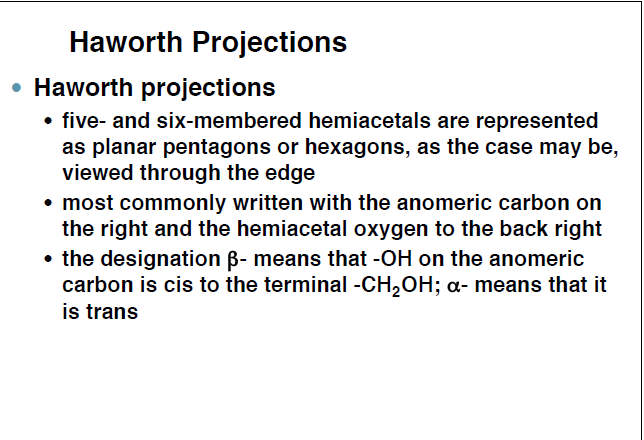 Haworth Projections
• Haworth projections
• five- and six-membered hemiacetals are represented
as planar pentagons or hexagons, as the case may be,
viewed through the edge
• most commonly written with the anomeric carbon on
the right and the hemiacetal oxygen to the back right
• the designation β- means that -OH on the anomeric
carbon is cis to the terminal -CH₂OH; α- means that it
is trans